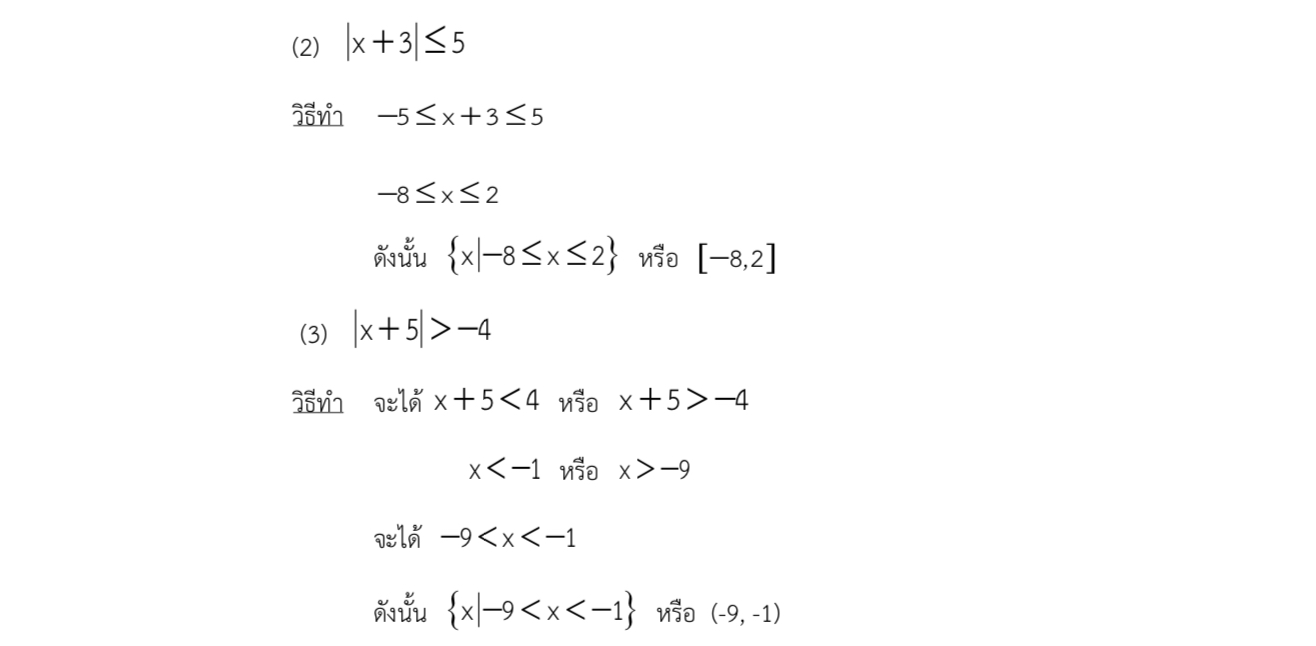 (2) |x+3|≤5
วิธีทำ −5≤x+3≤5
−8≤x≤2
ดังนั้น {x|−8≤x≤2} หรือ [−8,2]
(3) |x+5|>−4
วิธีทำ จะได้ x+5<4 หรือ x+5>−4
x<−1 หรือ x>−9
จะได้ −9<x<−1
ดังนั้น {x|−9<x<−1} หรือ (-9, -1)